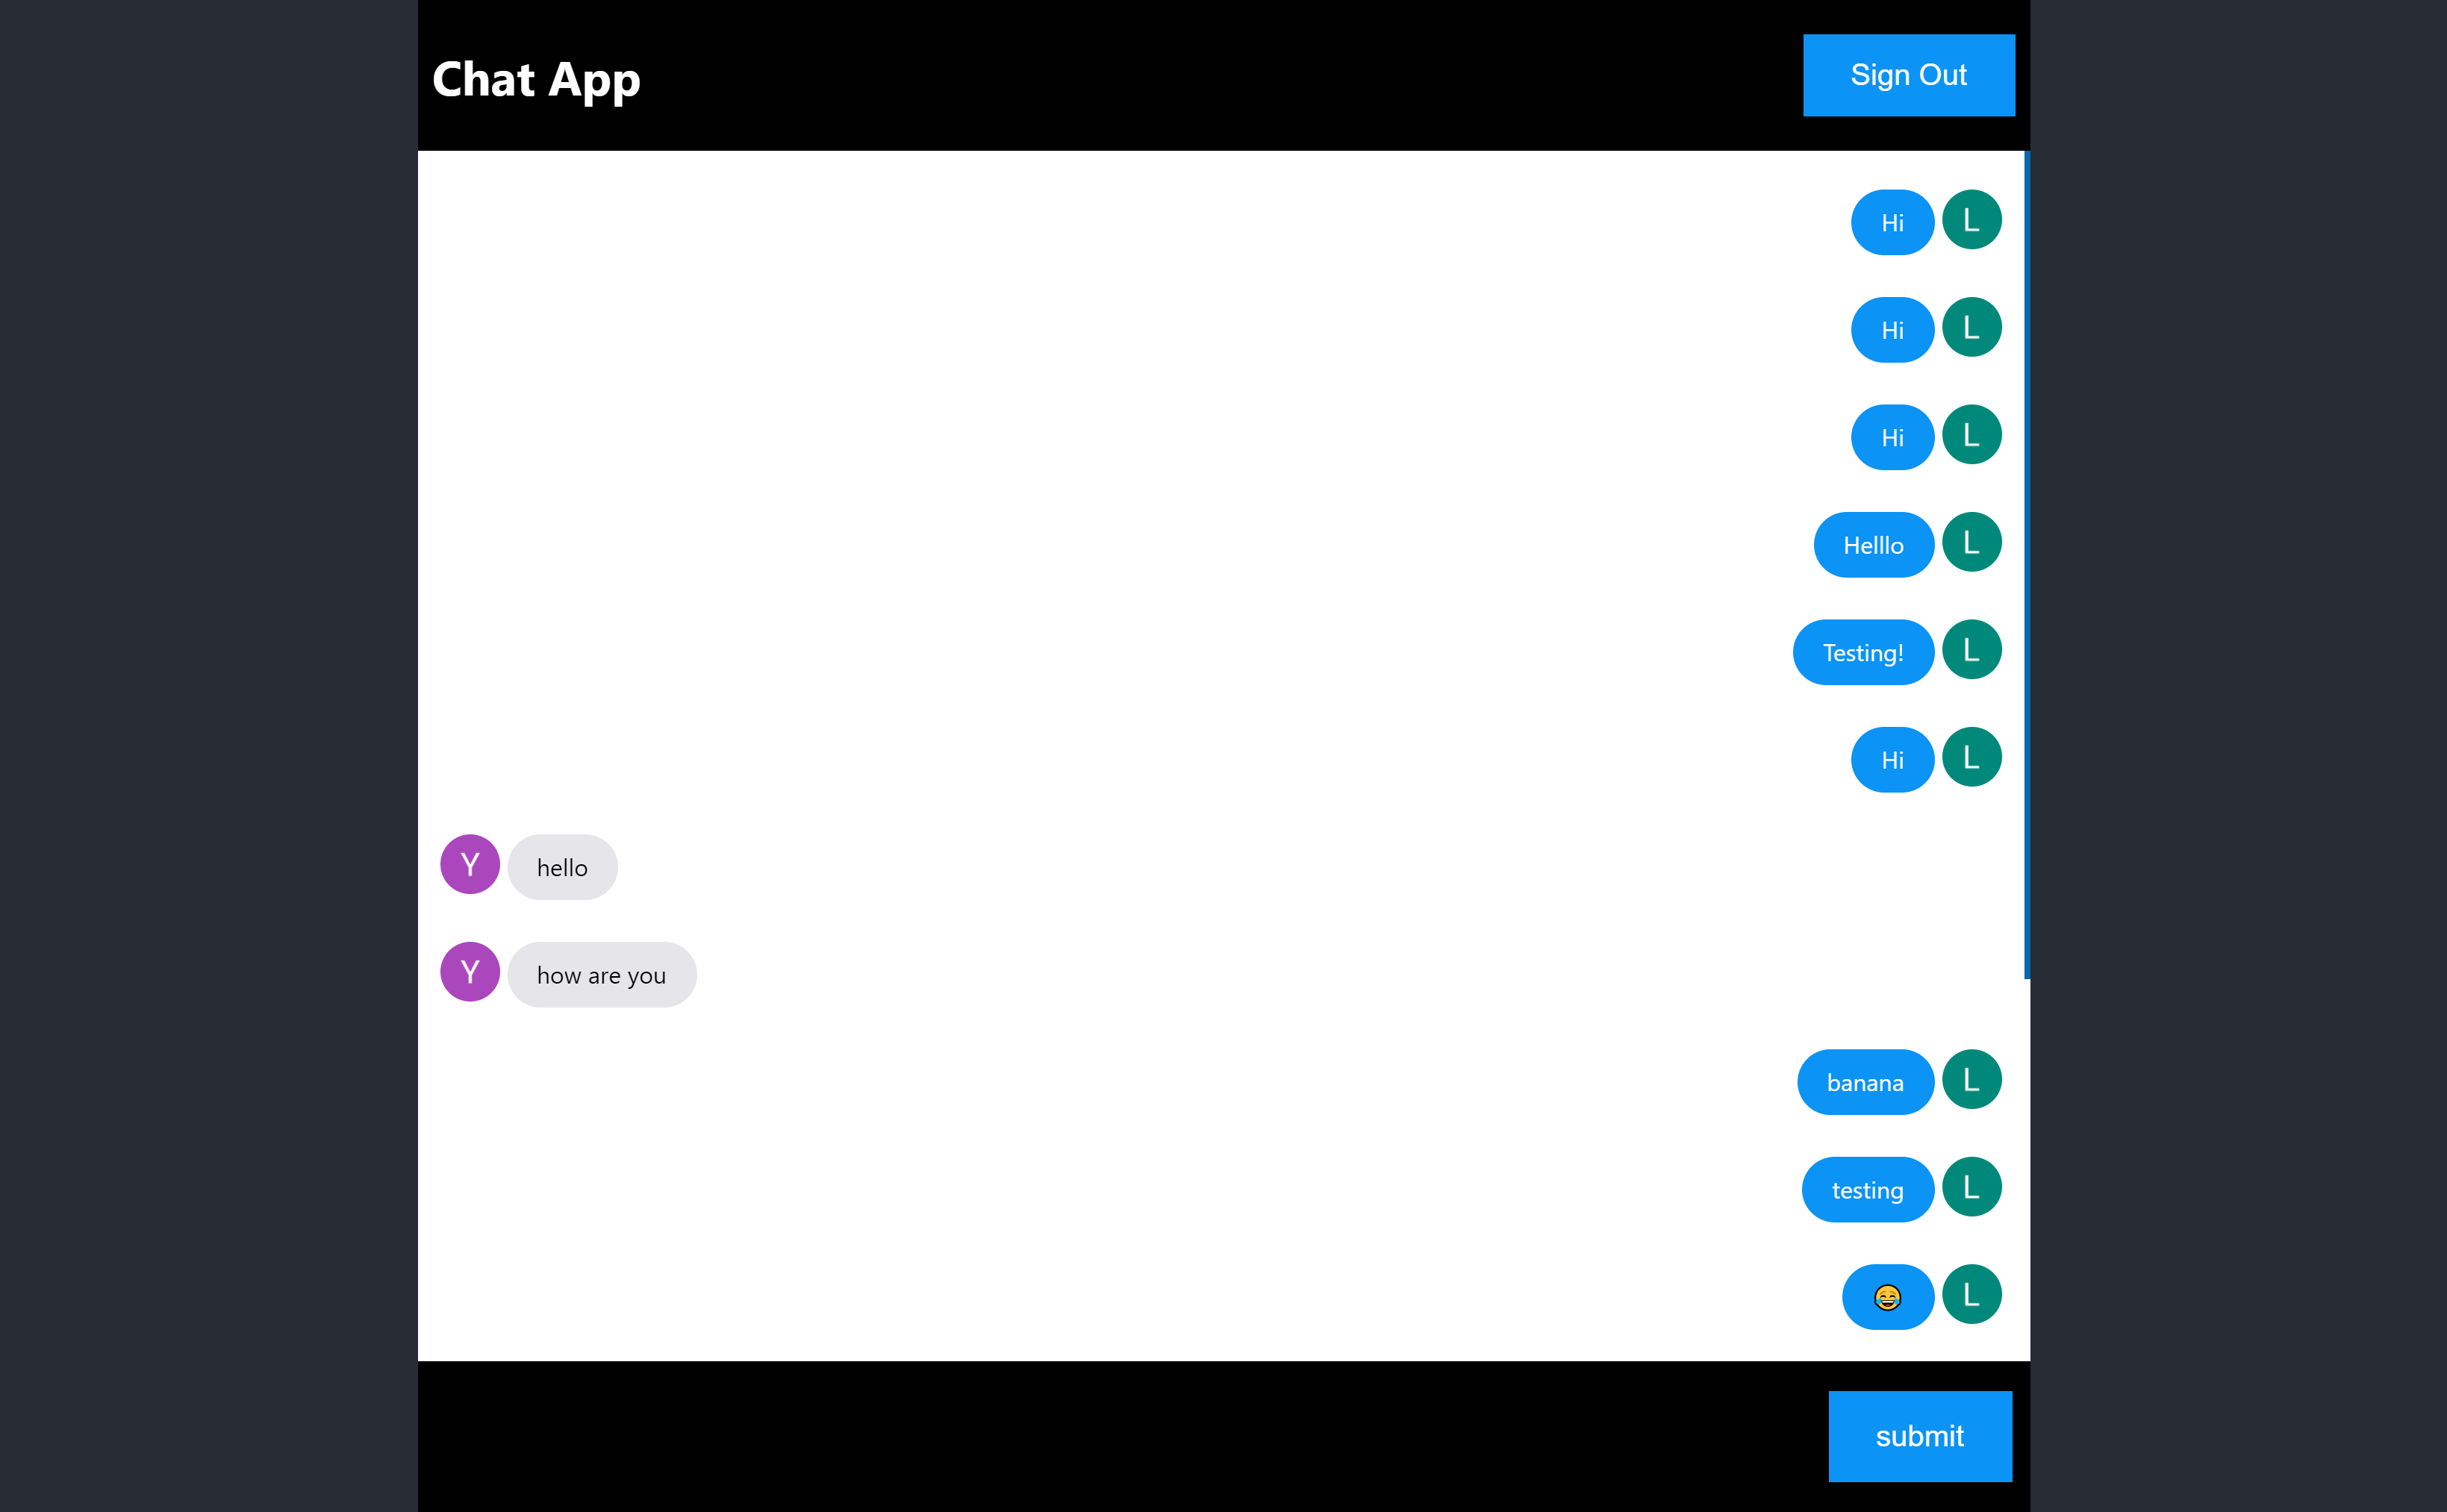 Chat App
Sign Out
Hi L
Hi L
Hi L
Helllo L
Testing! L
Hi L
Y hello
Y how are you
banana L
testing L
😂 L
submit